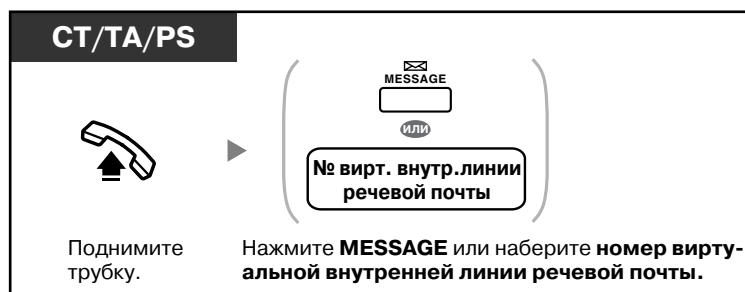 CT/TA/PS
MESSAGE
или
№ вирт. внутр.линии
речевой почты
Поднимите
трубку.
Нажмите MESSAGE или наберите номер вирту-
альной внутренней линии речевой почты.